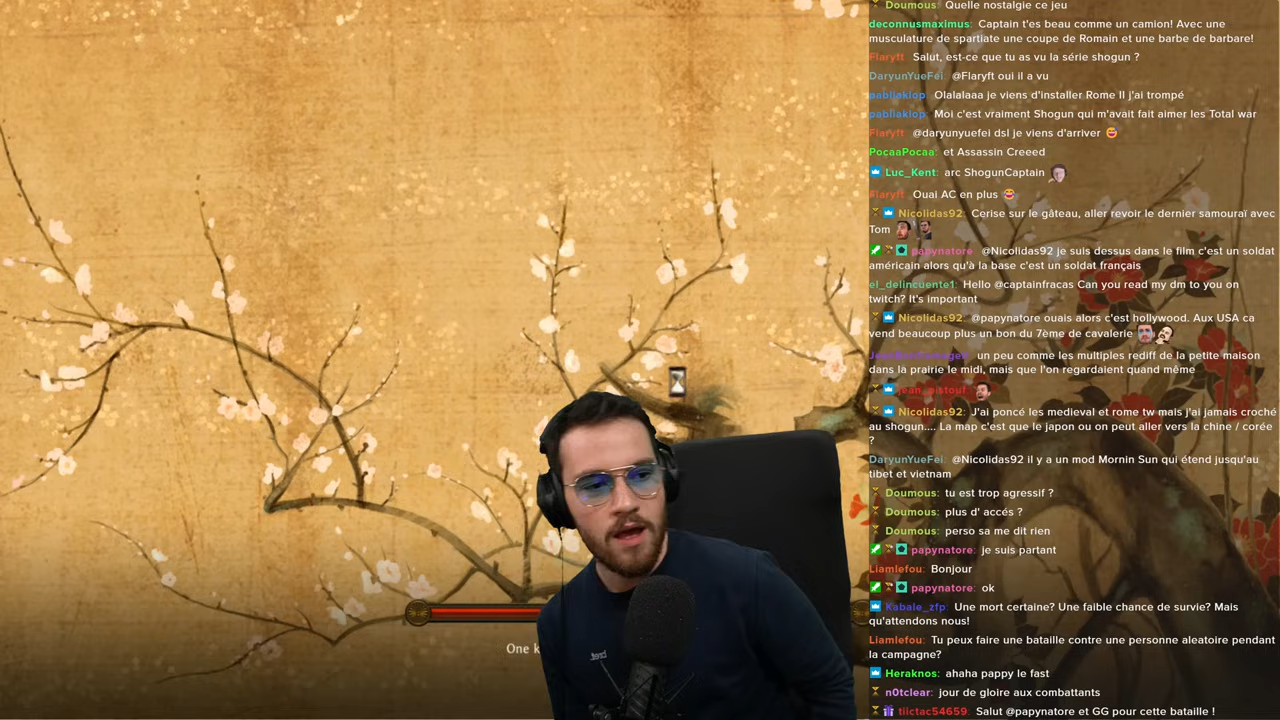 Doumous: Quelle nostalgie ce jeu
deconnusmaximus: Captain t'es beau comme un camion! Avec une
musculature de spartiate une coupe de Romain et une barbe de barbare!
Flaryft Salut, est-ce que tu as vu la série shogun ?
DaryunYueFei: @Flaryft oui il a vu
pabliaklop: Olalalaaa je viens d'installer Rome II j'ai trompé
pabliaklop: Moi c'est vraiment Shogun qui m'avait fait aimer les Total war
Flaryft @daryunyuefei dsl je viens d'arriver
PocaaPocaa: et Assassin Creeed
Luc_Kent: arc ShogunCaptain
Flaryft Ouai AC en plus
Nicolidas92: Cerise sur le gâteau, aller revoir le dernier samouraï avec
Tom
papynatore: @Nicolidas92 je suis dessus dans le film c'est un soldat
américain alors qu'à la base c'est un soldat français
el_delincuente1: Hello @captainfracas Can you read my dm to you on
twitch? It's important
Nicolidas92: @papynatore ouais alors c'est hollywood. Aux USA ca
vend beaucoup plus un bon du 7ème de cavalerie
un peu comme les multiples rediff de la petite maison
dans la prairie le midi, mais que l'on regardaient quand même
Nicolidas92: J'ai poncé les medieval et rome tw mais j'ai jamais croché
au shogun.... La map c'est que le japon ou on peut aller vers la chine / corée
?
DaryunYueFei: @Nicolidas92 il y a un mod Mornin Sun qui étend jusqu'au
tibet et vietnam
Doumous: tu est trop agressif ?
Doumous: plus d' accés ?
Doumous: perso sa me dit rien
papynatore: je suis partant
Liamlefou: Bonjour
papynatore: ok
Kabale_zfp: Une mort certaine? Une faible chance de survie? Mais
qu'attendons nous!
Liamlefou: Tu peux faire une bataille contre une personne aleatoire pendant
la campagne?
Heraknos: ahaha pappy le fast
n0tclear: jour de gloire aux combattants
tiictac54659: Salut @papynatore et GG pour cette bataille !
One